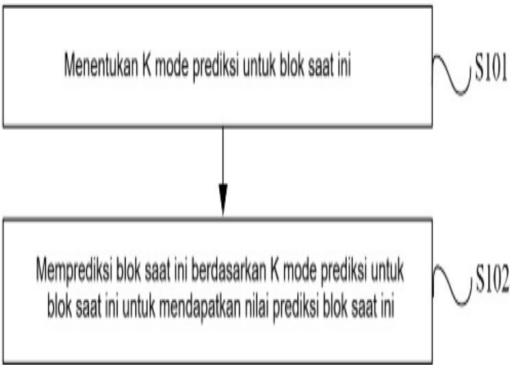 Menentukan K mode prediksi untuk blok saat ini
S101
Memprediksi blok saat ini berdasarkan K mode prediksi untuk
blok saat ini untuk mendapatkan nilai prediksi blok saat ini
S102